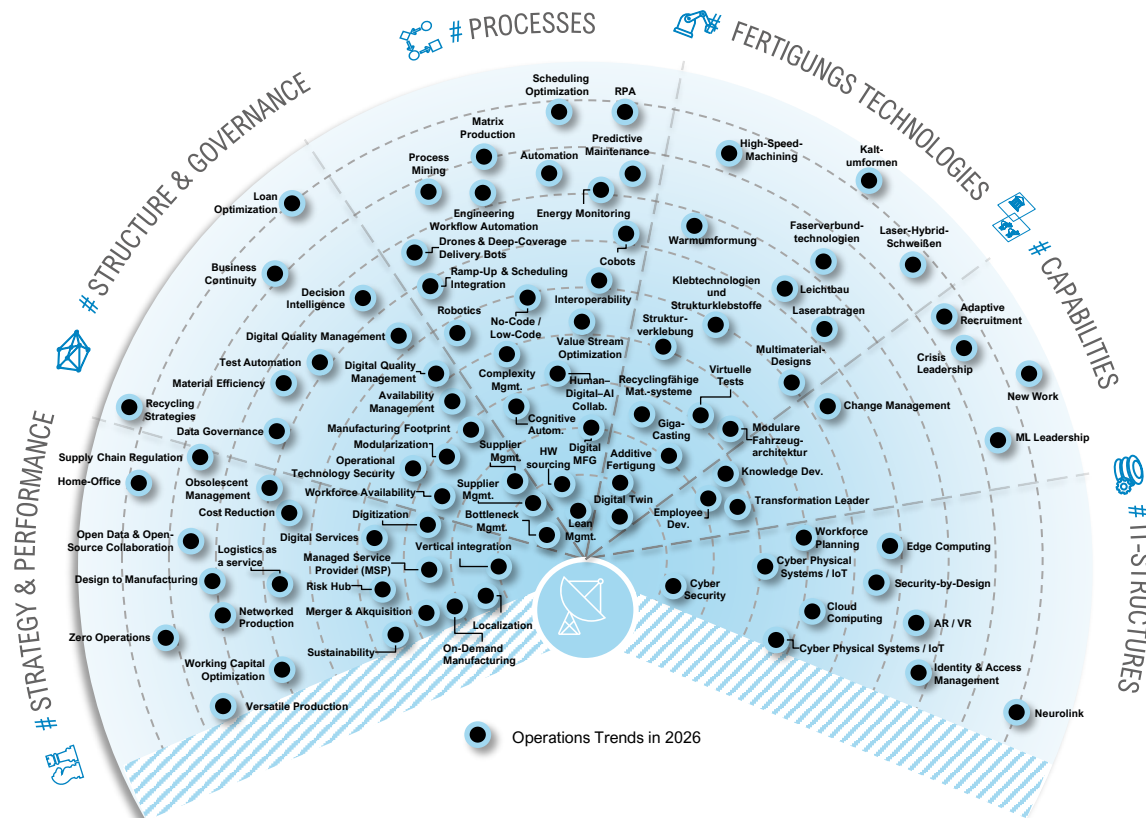 # PROCESSES
# FERTIGUNGS TECHNOLOGIES
# STRUCTURE & GOVERNANCE
# CAPABILITIES
# STRATEGY & PERFORMANCE
# IT-STRUCTURES
Scheduling
Optimization
RPA
Matrix
Production
Process
Mining
Automation
Predictive
Maintenance
High-Speed-
Machining
Kalt-
umformen
Loan
Optimization
Engineering
Workflow Automation
Energy Monitoring
Drones & Deep-Coverage
Delivery Bots
Cobots
Warmumformung
Faserverbund-
technologien
Laser-Hybrid-
Schweißen
Business
Continuity
Decision
Intelligence
Ramp-Up & Scheduling
Integration
Interoperability
Klebtechnologien
und
Strukturklebstoffe
Leichtbau
Laserabtragen
Adaptive
Recruitment
Robotics
No-Code /
Low-Code
Struktur-
verklebung
Digital Quality Management
Value Stream
Optimization
Multimaterial-
Designs
Crisis
Leadership
Test Automation
Digital Quality
Management
Complexity
Mgmt.
Human–
Digital–AI
Collab.
Recyclingfähige
Mat.-systeme
Virtuelle
Tests
New Work
Material Efficiency
Availability
Management
Cognitive
Autom.
Giga-
Casting
Change Management
Recycling
Strategies
Data Governance
Manufacturing Footprint
Digital
MFG
Modulare
Fahrzeug-
architektur
ML Leadership
Modularization
Supplier
Mgmt.
HW
sourcing
Additive
Fertigung
Supply Chain Regulation
Operational
Technology Security
Knowledge Dev.
Home-Office
Obsolescent
Management
Workforce Availability
Supplier
Mgmt.
Digital Twin
Transformation Leader
Cost Reduction
Digitization
Bottleneck
Mgmt.
Lean
Mgmt.
Employee
Dev.
Open Data & Open-
Source Collaboration
Logistics as
a service
Digital Services
Vertical integration
Workforce
Planning
Edge Computing
Design to Manufacturing
Managed Service
Provider (MSP)
Cyber Physical
Systems / IoT
Risk Hub
Cyber
Security
Security-by-Design
Networked
Production
Merger & Akquisition
Localization
Cloud
Computing
AR / VR
Zero Operations
Sustainability
On-Demand
Manufacturing
Cyber Physical Systems / IoT
Working Capital
Optimization
Identity & Access
Management
Versatile Production
Neurolink
Operations Trends in 2026